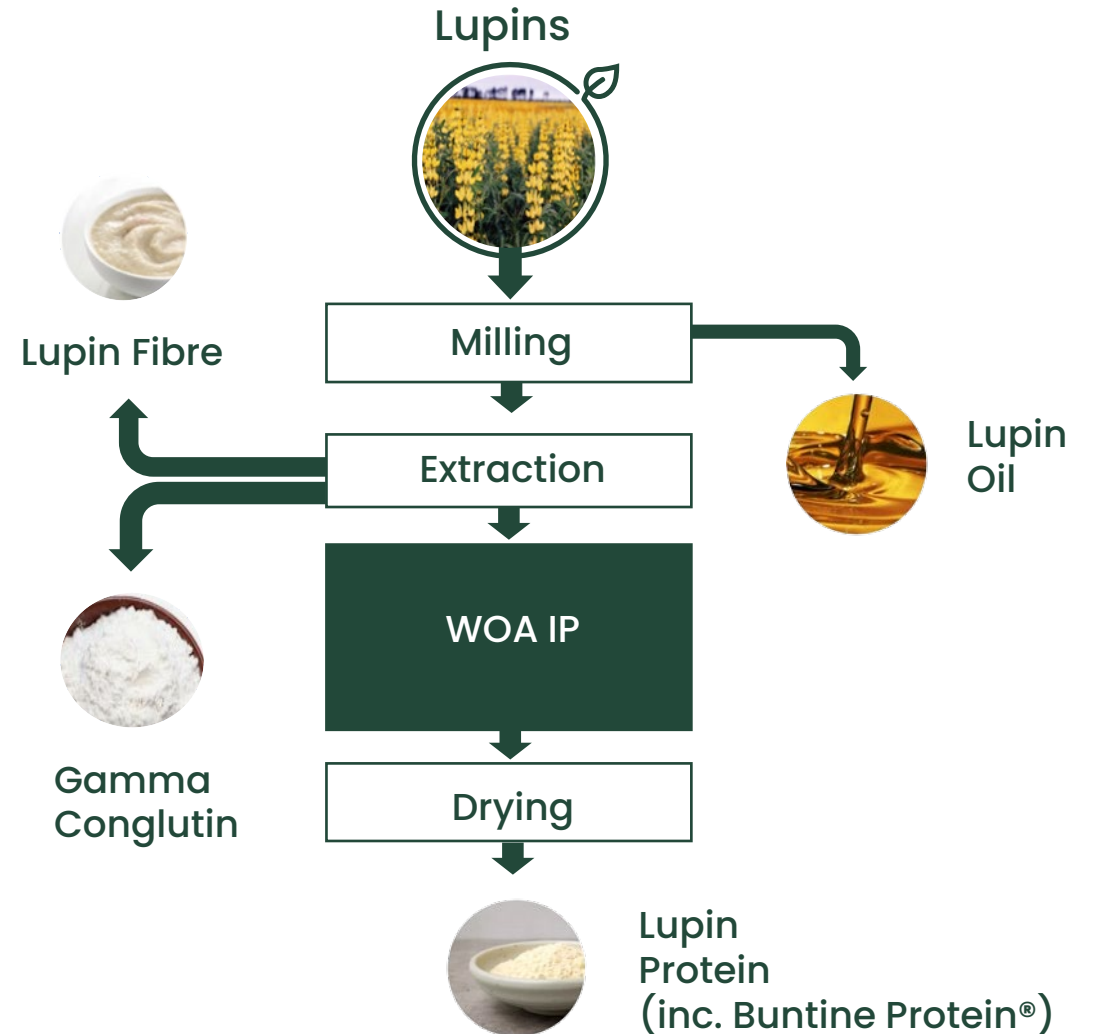 Lupins
Milling
Lupin Fibre
Lupin
Oil
Extraction
WOA IP
Gamma
Conglutin
Drying
Lupin
Protein
(inc. Buntine Protein®)